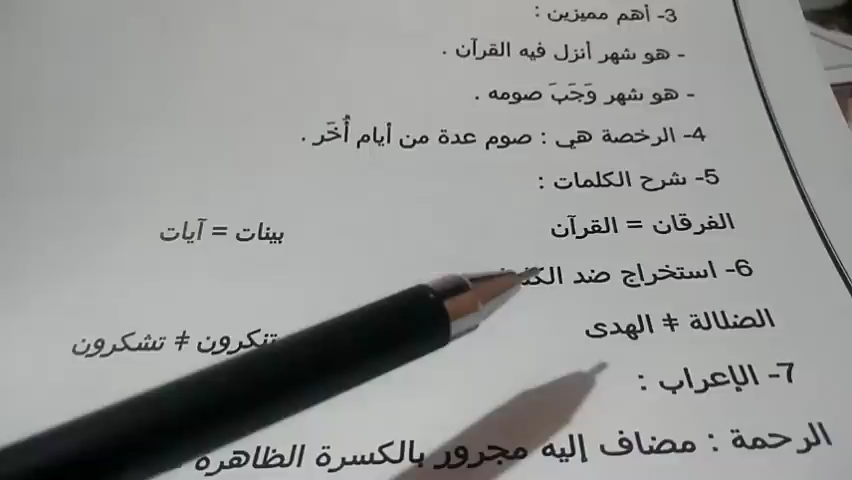 3- أهم مميزين :
- هو شهر أنزل فيه القرآن .
- هو شهر وَجَبَ صومه .
4- الرخصة هي : صوم عدة من أيام أُخَر .
5- شرح الكلمات :
الفرقان = القرآن بينات = آيات
6- استخراج ضد
الضلالة ≠ الهدى تنكرون ≠ تشكرون
7- الإعراب :
الرحمة : مضاف إليه مجرور بالكسرة الظاهره